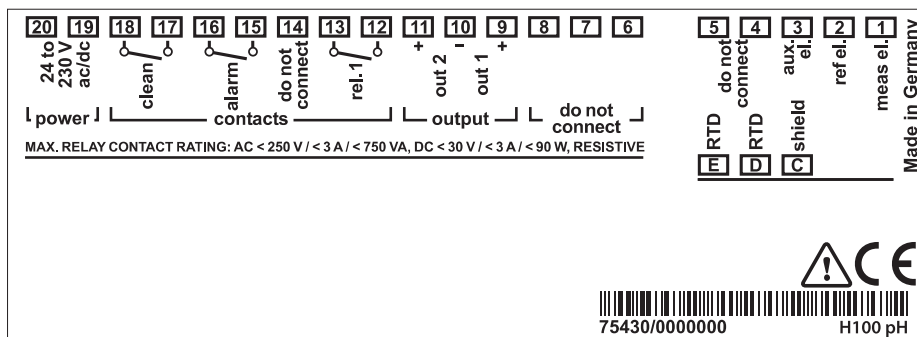 20 19 18 17 16 15 14 13 12 11 10 9 8 7 6 5 4 3 2 1
24 to
230 V
ac/dc
clean
alarm
do not
connect
rel.1
+ - +
out 2
out 1
do not
connect
aux.
el.
ref el.
meas el.
Made in Germany
power contacts output do not
connect
RTD RTD shield
E D C
MAX. RELAY CONTACT RATING: AC < 250 V / < 3 A / < 750 VA, DC < 30 V / < 3 A / < 90 W, RESISTIVE
CE
75430/0000000 H100 pH